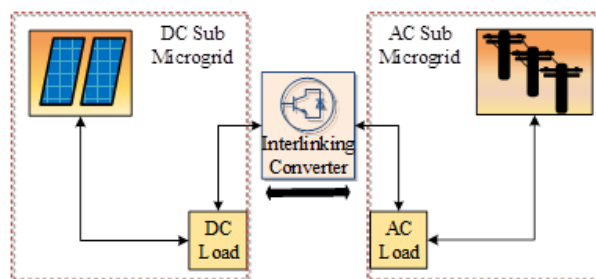 DC Sub
Microgrid
AC Sub
Microgrid
Interlinking
Converter
DC
Load
AC
Load